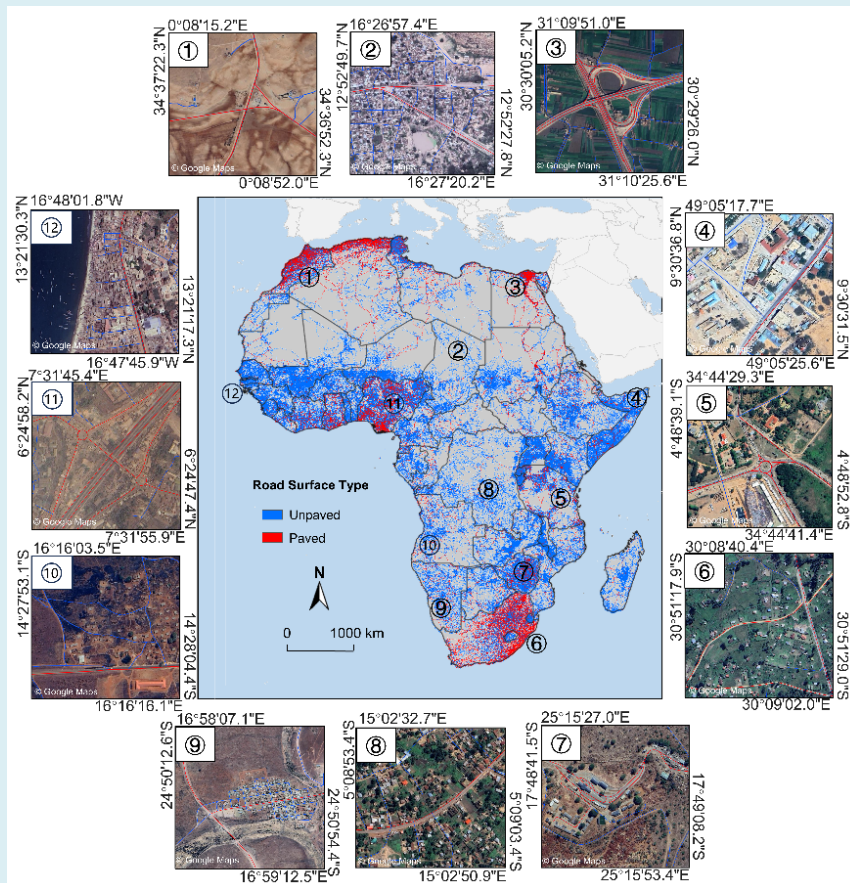 0°08'15.2"E
16°26'57.4"E
31°09'51.0"E
①
34°37'22.3"N
34°36'52.3"N
© Google Maps
0°08'52.0"E
②
12°52'49.7"N
12°52'27.8"N
© Google Maps
16°27'20.2"E
③
30°30'05.2"N
30°29'26.0"N
© Google Maps
31°10'25.6"E
16°48'01.8"W
⑫
13°21'30.3"N
13°21'17.3"N
© Google Maps
16°47'45.9"W
49°05'17.7"E
④
9°30'36.8"N
9°30'31.5"N
© Google Maps
49°05'25.6"E
7°31'45.4"E
⑪
6°24'58.2"N
6°24'47.4"N
© Google Maps
7°31'55.9"E
34°44'29.3"E
⑤
4°48'39.1"S
4°48'52.8"S
© Google Maps
34°44'41.4"E
16°16'03.5"E
⑩
14°27'53.1"S
14°28'04.4"S
© Google Maps
16°16'16.1"E
30°08'40.4"E
⑥
30°51'17.9"S
30°51'29.0"S
© Google Maps
30°09'02.0"E
①
②
③
④
⑤
⑥
⑦
⑧
⑨
⑩
⑪
⑫
Road Surface Type
Unpaved
Paved
N
0 1000 km
16°58'07.1"E
⑨
24°50'12.6"S
24°50'54.4"S
© Google Maps
16°59'12.5"E
15°02'32.7"E
⑧
5°08'53.4"S
5°09'03.4"S
© Google Maps
15°02'50.9"E
25°15'27.0"E
⑦
17°48'41.5"S
17°49'08.2"S
© Google Maps
25°15'53.4"E